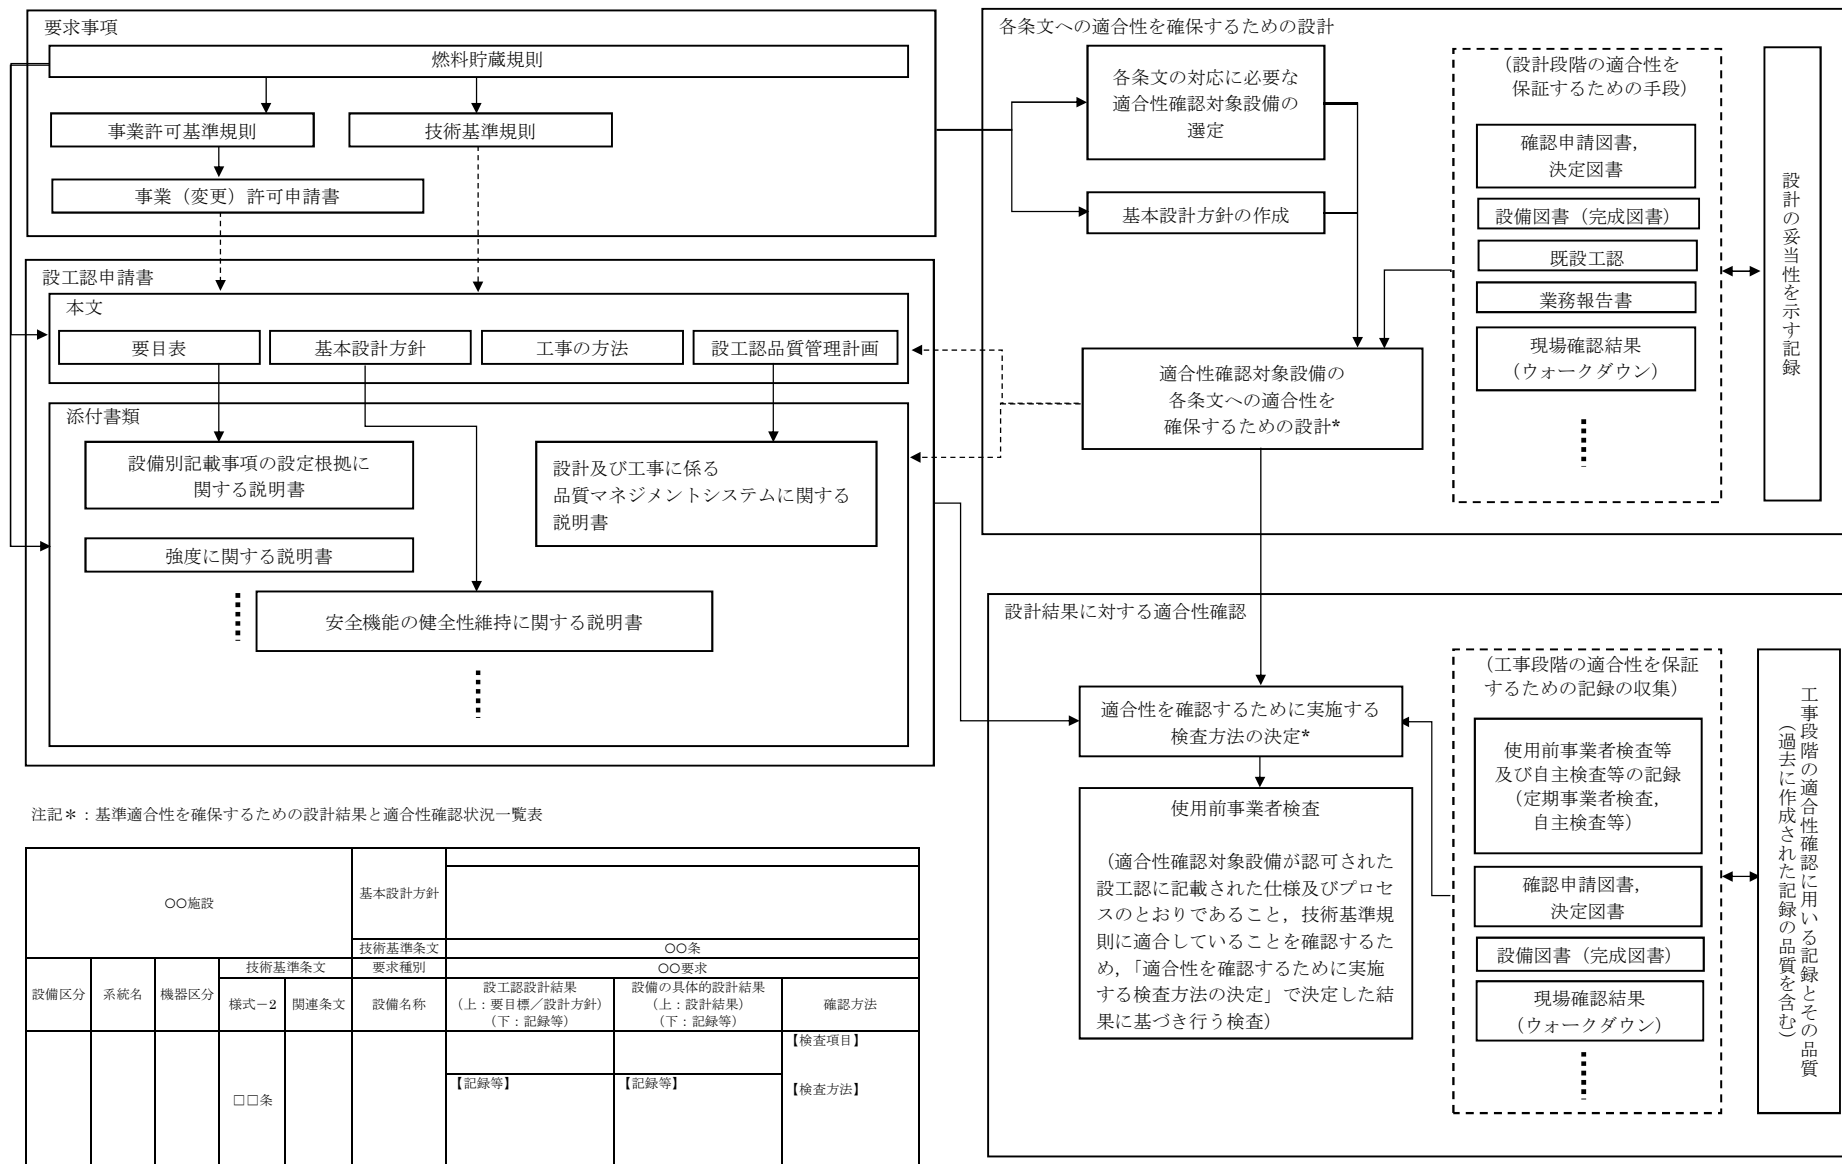 要求事項
燃料貯蔵規則
事業許可基準規則
技術基準規則
事業（変更）許可申請書
設工認申請書
本文
要目表
基本設計方針
工事の方法
設工認品質管理計画
添付書類
設備別記載事項の設定根拠に
関する説明書
設計及び工事に係る
品質マネジメントシステムに関する
説明書
強度に関する説明書
安全機能の健全性維持に関する説明書
各条文への適合性を確保するための設計
各条文の対応に必要な
適合性確認対象設備の
選定
基本設計方針の作成
適合性確認対象設備の
各条文への適合性を
確保するための設計*
（設計段階の適合性を
保証するための手段）
確認申請図書，
決定図書
設備図書（完成図書）
既設工認
業務報告書
現場確認結果
（ウォークダウン）
設計の妥当性を示す記録
設計結果に対する適合性確認
適合性を確認するために実施する
検査方法の決定*
使用前事業者検査
（適合性確認対象設備が認可された
設工認に記載された仕様及びプロセ
スのとおりであること，技術基準規
則に適合していることを確認するた
め，「適合性を確認するために実施
する検査方法の決定」で決定した結
果に基づき行う検査）
（工事段階の適合性を保証
するための記録の収集）
使用前事業者検査等
及び自主検査等の記録
（定期事業者検査，
自主検査等）
確認申請図書，
決定図書
設備図書（完成図書）
現場確認結果
（ウォークダウン）
工事段階の適合性確認に用いる記録とその品質
（過去に作成された記録の品質を含む）
注記＊：基準適合性を確保するための設計結果と適合性確認状況一覧表
○○施設
基本設計方針
技術基準条文
○○条
技術基準条文
要求種別
○○要求
設備区分
系統名
機器区分
様式－2
関連条文
設備名称
設工認設計結果
（上：要目標／設計方針）
（下：記録等）
設備の具体的設計結果
（上：設計結果）
（下：記録等）
確認方法
□□条
【記録等】
【記録等】
【検査項目】
【検査方法】